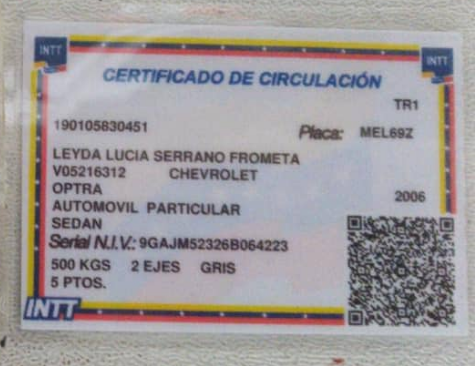 INTT
INTT
CERTIFICADO DE CIRCULACIÓN
TR1
190105830451 Placa: MEL69Z
LEYDA LUCIA SERRANO FROMETA
V05216312 CHEVROLET
OPTRA 2006
AUTOMOVIL PARTICULAR
SEDAN
Serial N.I.V.: 9GAJM52326B064223
500 KGS 2 EJES GRIS
5 PTOS.
INTT